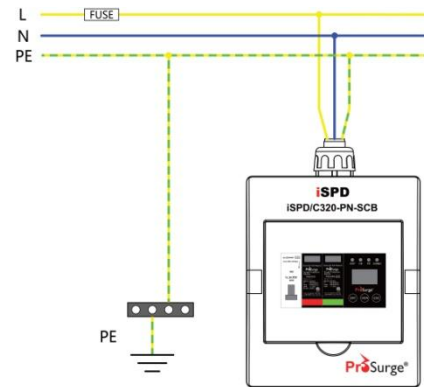 L
FUSE
N
PE
iSPD
iSPD/C320-PN-SCB
PE
ProSurge®